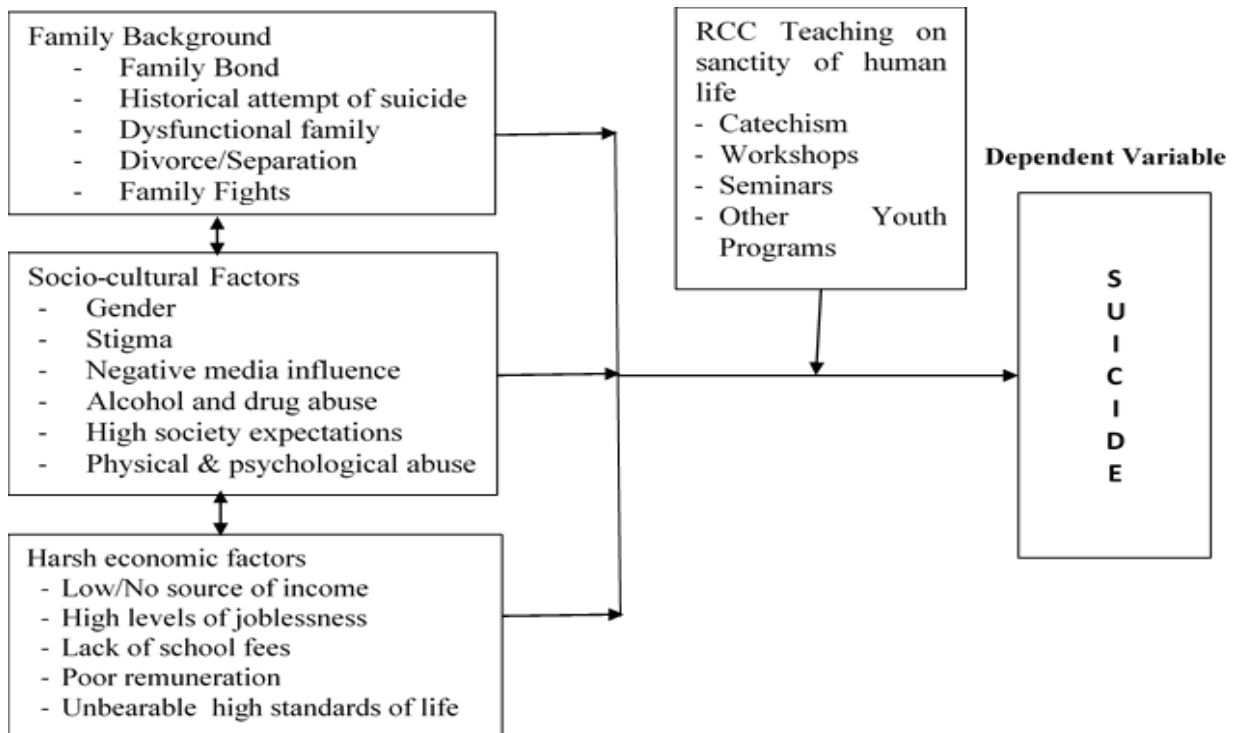 Family Background
- Family Bond
- Historical attempt of suicide
- Dysfunctional family
- Divorce/Separation
- Family Fights
Socio-cultural Factors
- Gender
- Stigma
- Negative media influence
- Alcohol and drug abuse
- High society expectations
- Physical & psychological abuse
Harsh economic factors
- Low/No source of income
- High levels of joblessness
- Lack of school fees
- Poor remuneration
- Unbearable high standards of life
RCC Teaching on
sanctity of human
life
- Catechism
- Workshops
- Seminars
- Other Youth
Programs
Dependent Variable
S
U
I
C
I
D
E